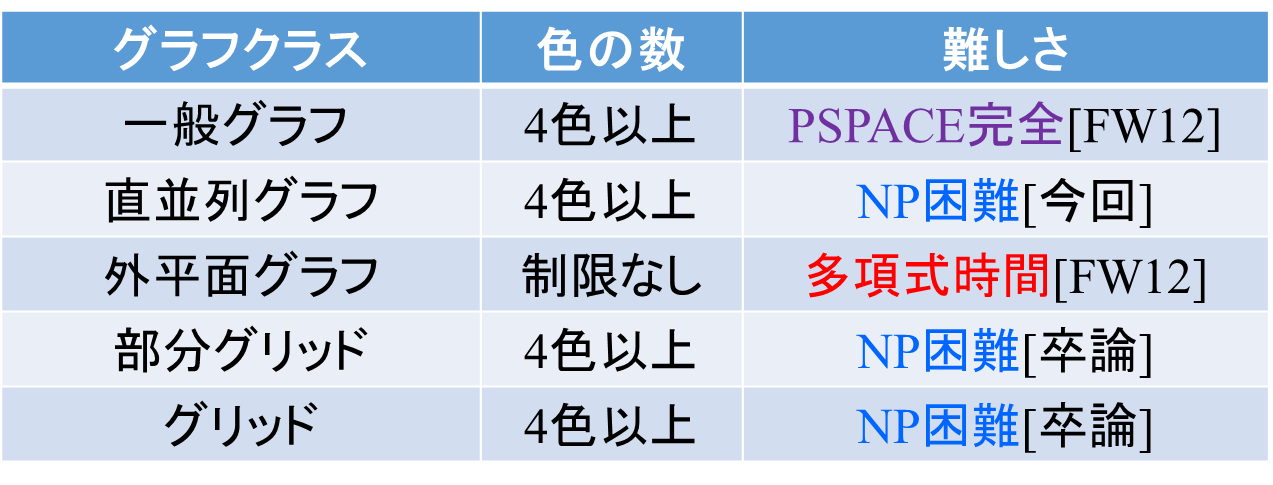 グラフクラス 色の数 難しさ
一般グラフ 4色以上 PSPACE完全[FW12]
直並列グラフ 4色以上 NP困難[今回]
外平面グラフ 制限なし 多項式時間[FW12]
部分グリッド 4色以上 NP困難[卒論]
グリッド 4色以上 NP困難[卒論]